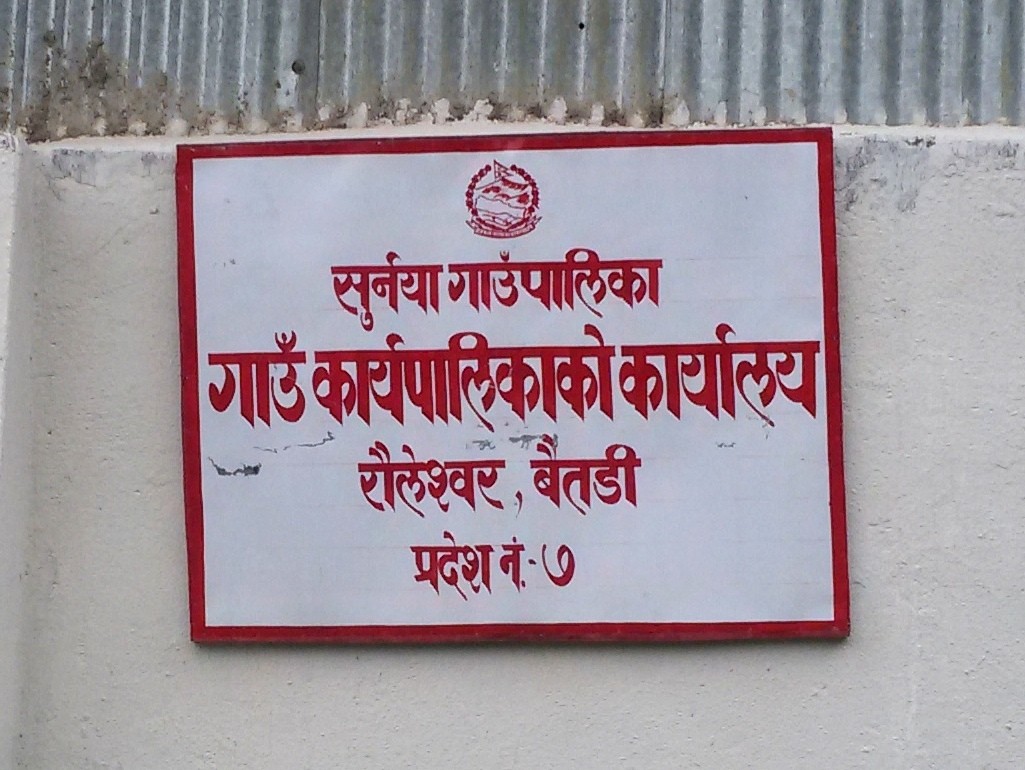 सुर्नया गाउँपालिका
गाउँ कार्यपालिकाको कार्यालय
रौलेश्वर, बैतडी
प्रदेश नं.-७